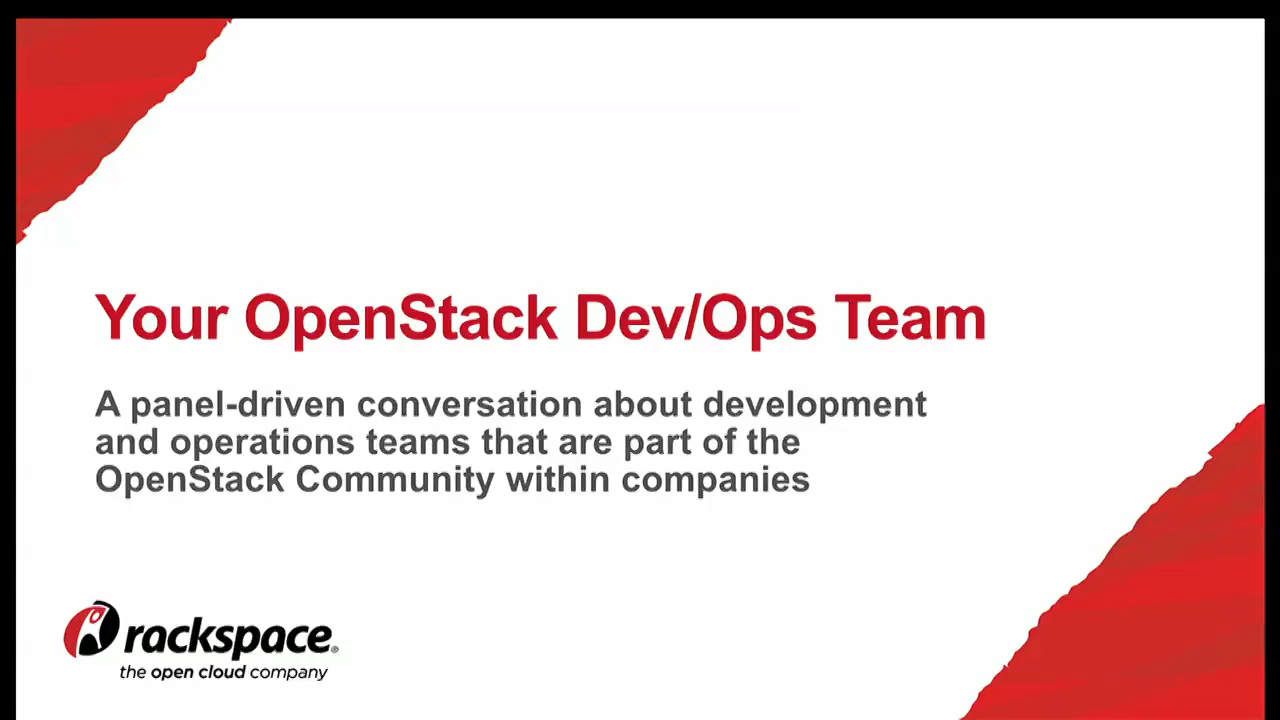 Your OpenStack Dev/Ops Team
A panel-driven conversation about development
and operations teams that are part of the
OpenStack Community within companies
rackspace®
the open cloud company